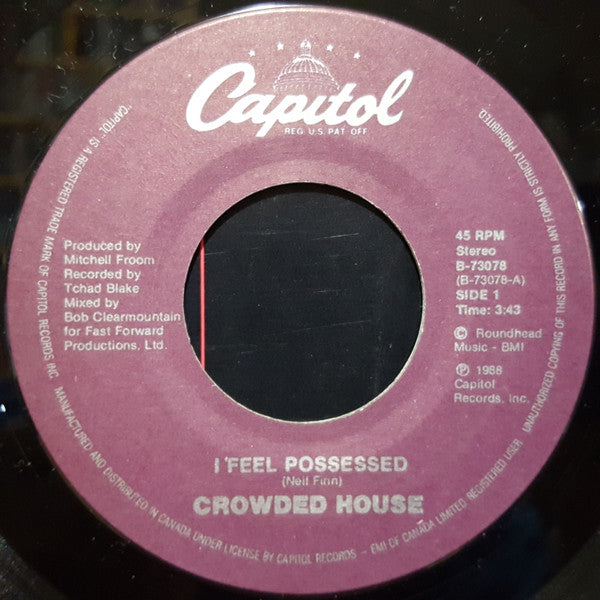 Capitol
REG. U.S. PAT. OFF.
"CAPITOL" IS A REGISTERED TRADE MARK OF CAPITOL RECORDS INC. MANUFACTURED AND DISTRIBUTED IN CANADA UNDER LICENSE BY CAPITOL RECORDS - EMI OF CANADA LIMITED. REGISTERED USER. UNAUTHORIZED COPYING OF THIS RECORD IN ANY FORM IS STRICTLY PROHIBITED.
Produced by
Mitchell Froom
Recorded by
Tchad Blake
Mixed by
Bob Clearmountain
for Fast Forward
Productions, Ltd.
45 RPM
Stereo
B-73078
(B-73078-A)
SIDE 1
Time: 3:43
© Roundhead
Music - BMI
℗ 1988
Capitol
Records, Inc.
I FEEL POSSESSED
(Neil Finn)
CROWDED HOUSE